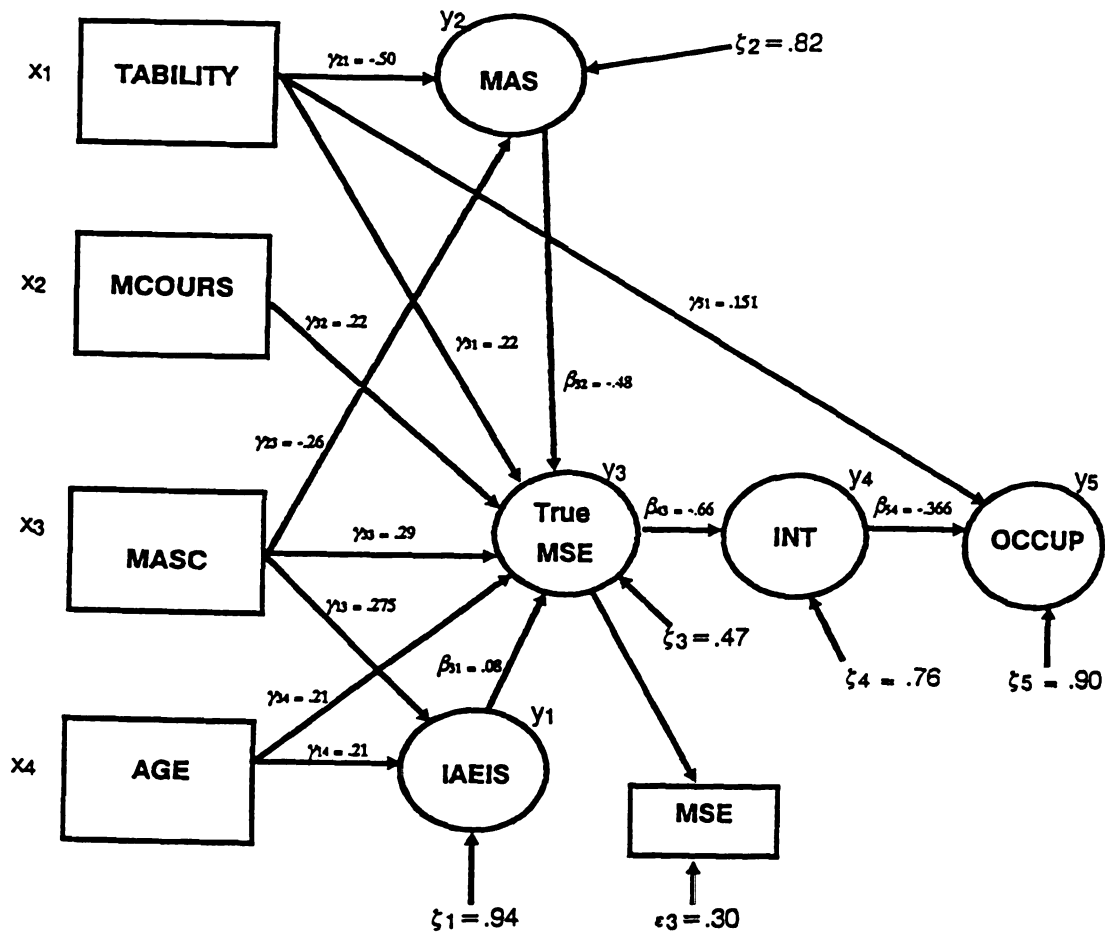 y2
x1
TABILITY
γ21 = -.50
MAS
ζ2 = .82
x2
MCOURS
γ32 = .22
γ31 = .22
γ51 = .151
β32 = -.48
γ23 = -.26
x3
MASC
γ33 = .29
y3
True
MSE
β43 = -.66
y4
INT
β54 = -.366
y5
OCCUP
γ13 = .275
ζ3 = .47
ζ4 = .76
ζ5 = .90
β31 = .08
γ34 = .21
x4
AGE
γ14 = .21
y1
IAEIS
MSE
ζ1 = .94
ε3 = .30